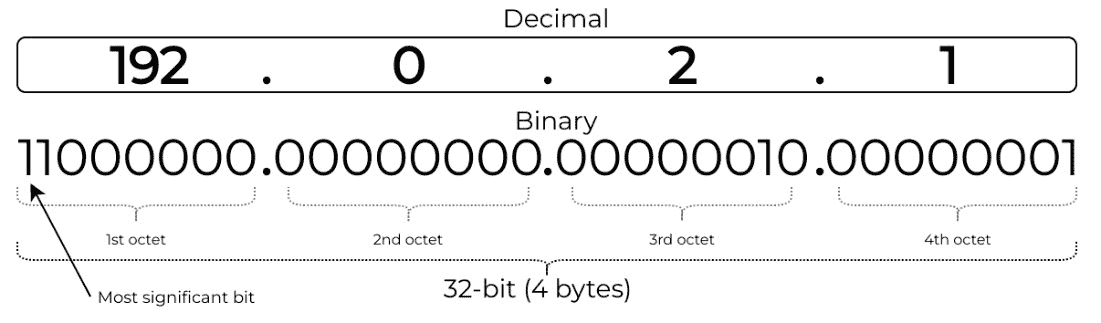 Decimal
192 . 0 . 2 . 1
Binary
11000000.00000000.00000010.00000001
1st octet 2nd octet 3rd octet 4th octet
32-bit (4 bytes)
Most significant bit